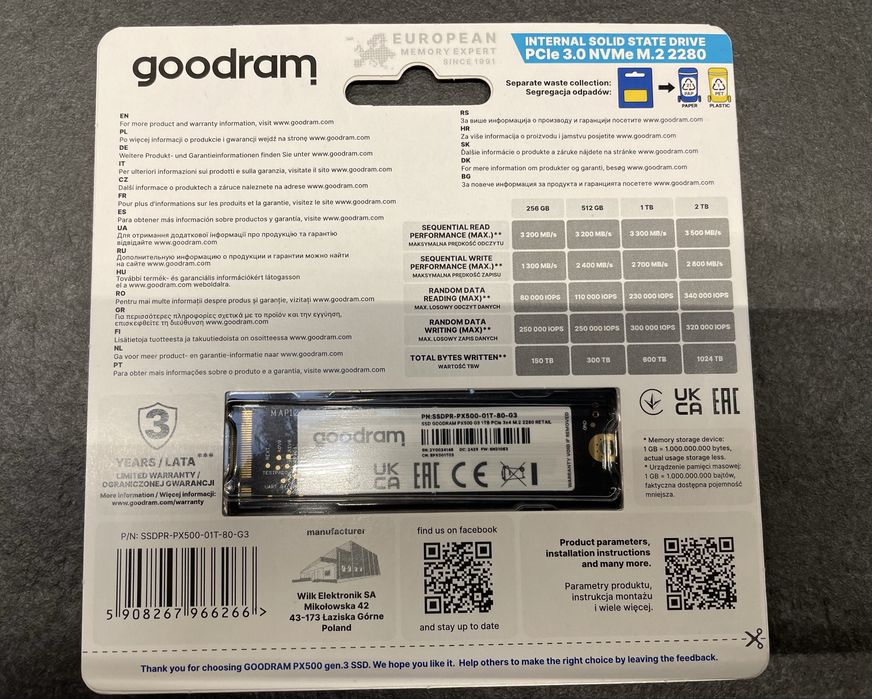 goodram
EUROPEAN
MEMORY EXPERT
SINCE 1991
INTERNAL SOLID STATE DRIVE
PCIe 3.0 NVMe M.2 2280
Separate waste collection:
Segregacja odpadów:
PAP
PAPER
PET
PLASTIC
EN
For more product and warranty information, visit www.goodram.com
PL
Po więcej informacji o produkcie i gwarancji wejdź na stronę www.goodram.com
DE
Weitere Produkt- und Garantieinformationen finden Sie unter www.goodram.com
IT
Per ulteriori informazioni sui prodotti e sulla garanzia, visitate il sito www.goodram.com
CZ
Další informace o produktech a záruce naleznete na adrese www.goodram.com
FR
Pour plus d'informations sur les produits et la garantie, visitez le site www.goodram.com
ES
Para obtener más información sobre productos y garantía, visite www.goodram.com
UA
Для отримання додаткової інформації про продукцію та гарантію
відвідайте www.goodram.com
RU
Дополнительную информацию о продукции и гарантии можно найти
на сайте www.goodram.com
HU
További termék- és garanciális információkért látogasson
el a www.goodram.com weboldalra.
RO
Pentru mai multe informații despre produs și garanție, vizitați www.goodram.com
GR
Για περισσότερες πληροφορίες σχετικά με το προϊόν και την εγγύηση,
επισκεφθείτε τη διεύθυνση www.goodram.com
FI
Lisätietoja tuotteesta ja takuutiedoista on osoitteessa www.goodram.com
NL
Ga voor meer product- en garantie-informatie naar www.goodram.com
PT
Para obter mais informações sobre o produto e a garantia, visite www.goodram.com
RS
За више информација о производу и гаранцији посетите www.goodram.com
HR
Za više informacija o proizvodu i jamstvu posjetite www.goodram.com
SK
Ďalšie informácie o produkte a záruke nájdete na stránke www.goodram.com
DK
For mere information om produkter og garanti, besøg www.goodram.com
BG
За повече информация за продукта и гаранцията посетете www.goodram.com
256 GB 512 GB 1 TB 2 TB
SEQUENTIAL READ
PERFORMANCE (MAX.)** 3 200 MB/s 3 200 MB/s 3 300 MB/s 3 500 MB/s
MAKSYMALNA PRĘDKOŚĆ ODCZYTU
SEQUENTIAL WRITE
PERFORMANCE (MAX.)** 1 300 MB/s 2 400 MB/s 2 700 MB/s 2 800 MB/s
MAKSYMALNA PRĘDKOŚĆ ZAPISU
RANDOM DATA
READING (MAX)** 80 000 IOPS 110 000 IOPS 230 000 IOPS 340 000 IOPS
MAX. LOSOWY ODCZYT DANYCH
RANDOM DATA
WRITING (MAX)** 250 000 IOPS 250 000 IOPS 300 000 IOPS 320 000 IOPS
MAX. LOSOWY ZAPIS DANYCH
TOTAL BYTES WRITTEN** 150 TB 300 TB 600 TB 1024 TB
WARTOŚĆ TBW
goodram
PN:SSDPR-PX500-01T-80-G3
SSD GOODRAM PX500 G3 1TB PCIe 3x4 M.2 2280 RETAIL
UK
CA
EAC
CE
WARRANTY VOID IF REMOVED
GND
UK
CA
EAC
* Memory storage device:
1 GB = 1.000.000.000 bytes,
actual usage storage less.
* Urządzenie pamięci masowej:
1 GB = 1.000.000.000 bajtów,
faktyczna dostępna pojemność
mniejsza.
3
YEARS / LATA ***
LIMITED WARRANTY /
OGRANICZONEJ GWARANCJI
More information / Więcej informacji:
www.goodram.com/warranty
P/N: SSDPR-PX500-01T-80-G3
5 908267 966266 >
manufacturer
Wilk Elektronik SA
Mikołowska 42
43-173 Łaziska Górne
Poland
find us on facebook
and stay up to date
Product parameters,
installation instructions
and many more.
Parametry produktu,
instrukcja montażu
i wiele więcej.
Thank you for choosing GOODRAM PX500 gen.3 SSD. We hope you like it. Help others to make the right choice by leaving the feedback.